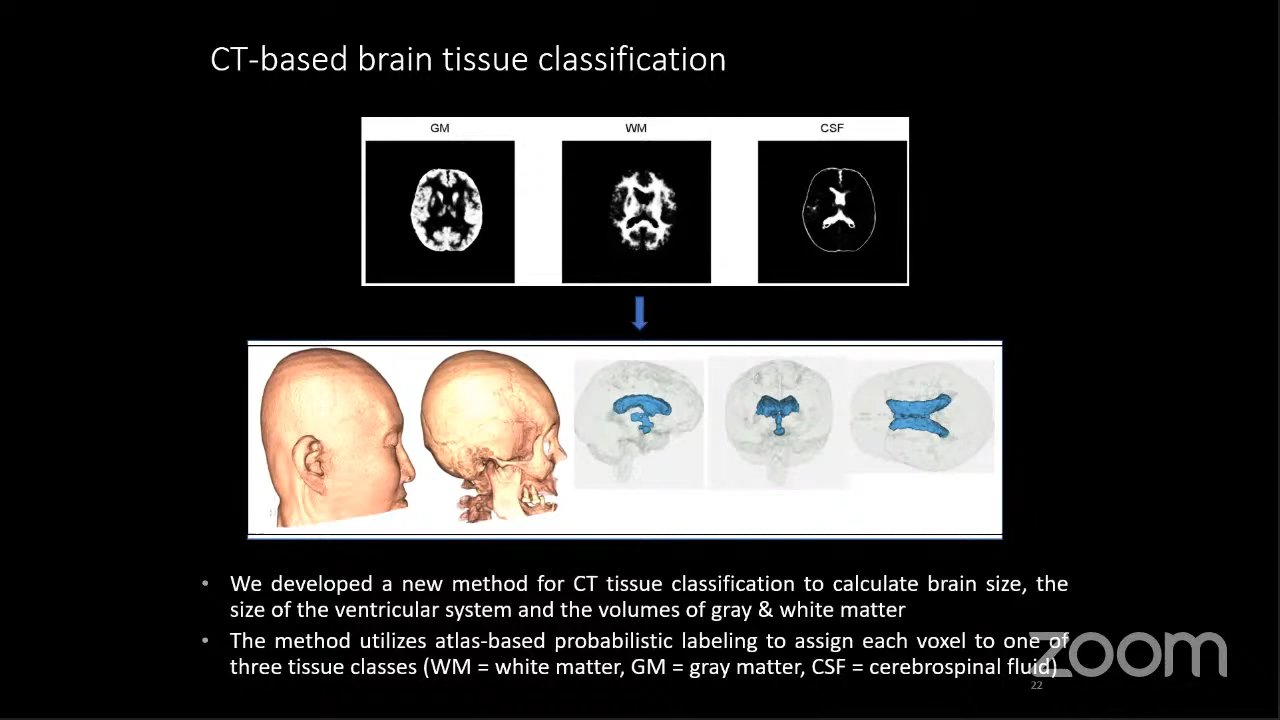 CT-based brain tissue classification
GM
WM
CSF
• We developed a new method for CT tissue classification to calculate brain size, the
size of the ventricular system and the volumes of gray & white matter
• The method utilizes atlas-based probabilistic labeling to assign each voxel to one of
three tissue classes (WM = white matter, GM = gray matter, CSF = cerebrospinal fluid)
zoom
22